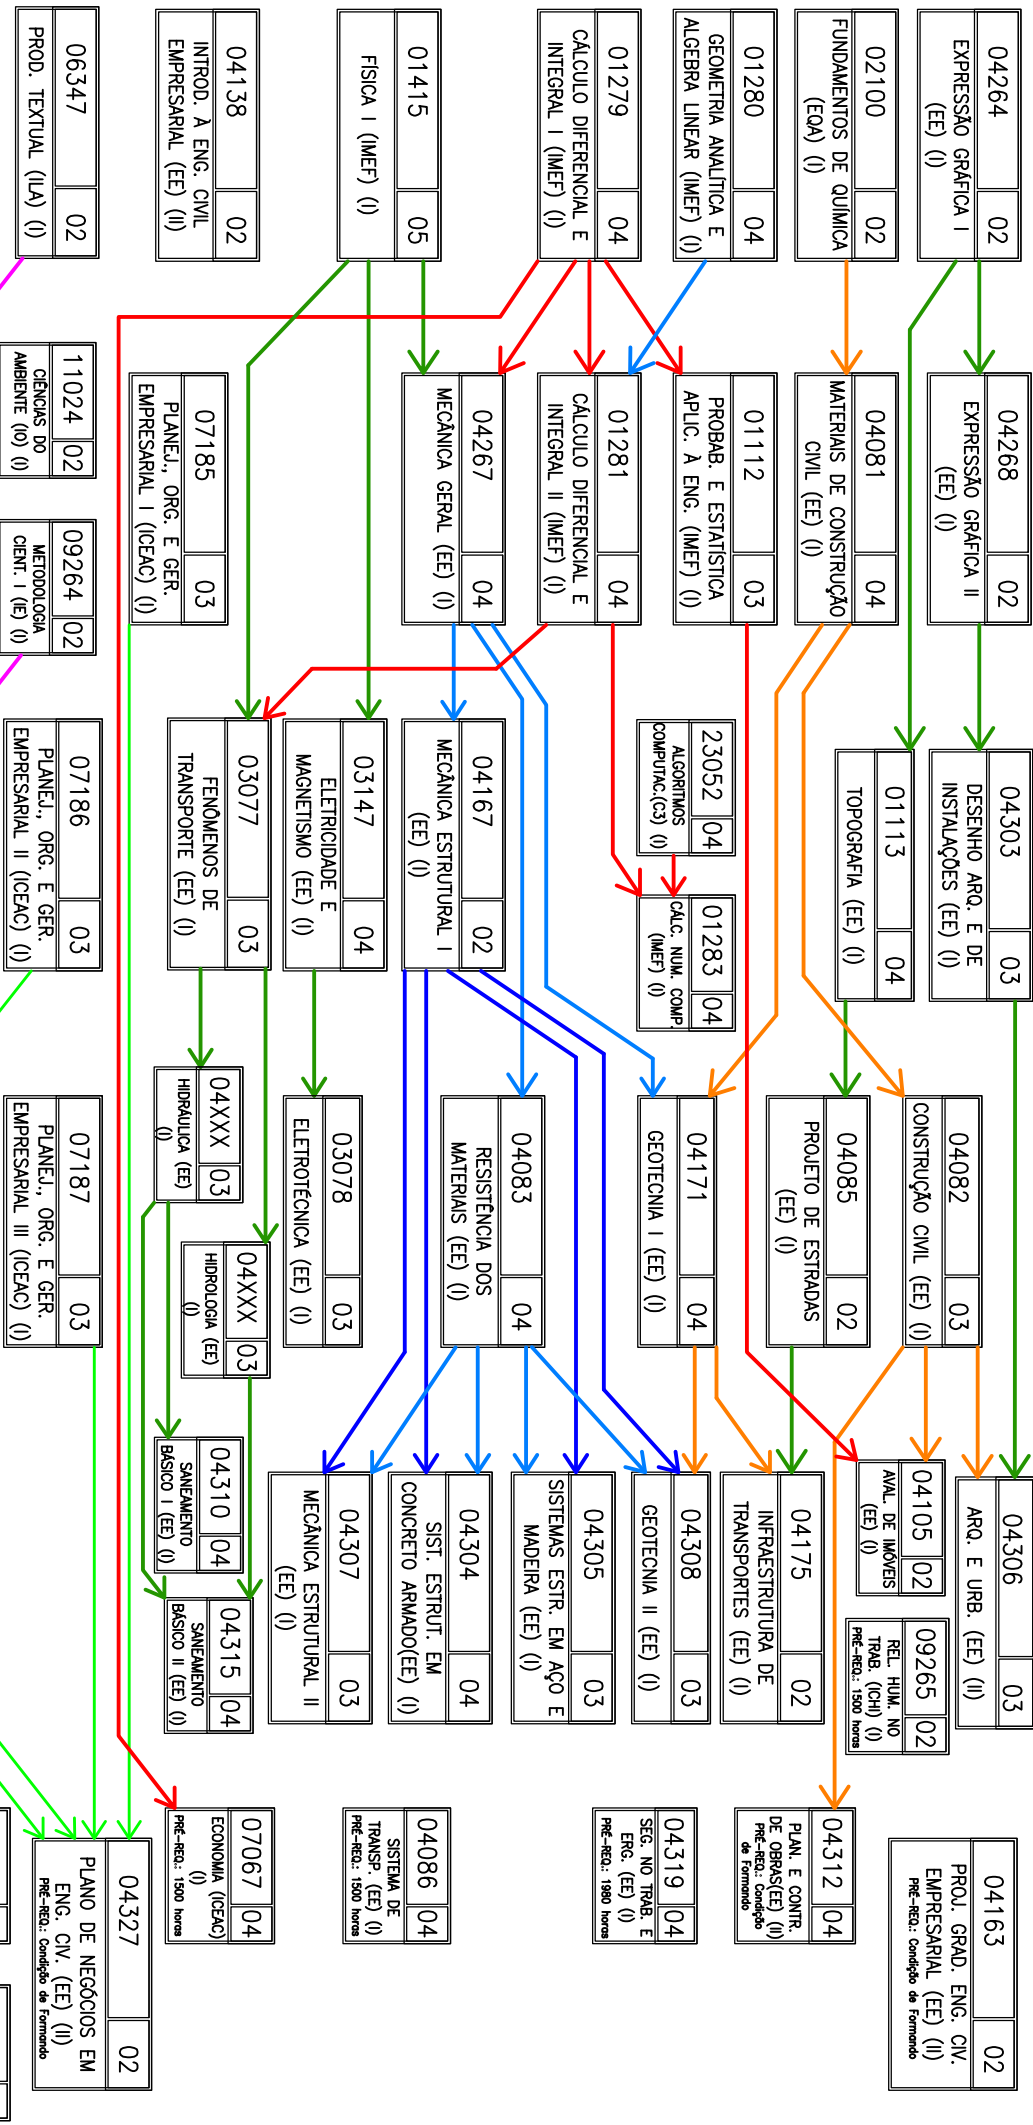 04264 02
EXPRESSÃO GRÁFICA I
(EE) (I)
02100 02
FUNDAMENTOS DE QUÍMICA
(EQA) (I)
01280 04
GEOMETRIA ANALÍTICA E
ALGEBRA LINEAR (IMEF) (I)
01279 04
CÁLCULO DIFERENCIAL E
INTEGRAL I (IMEF) (I)
01415 05
FÍSICA I (IMEF) (I)
04138 02
INTROD. À ENG. CIVIL
EMPRESARIAL (EE) (II)
06347 02
PROD. TEXTUAL (ILA) (I)
04268 02
EXPRESSÃO GRÁFICA II
(EE) (I)
04081 04
MATERIAIS DE CONSTRUÇÃO
CIVIL (EE) (I)
01112 03
PROBAB. E ESTATÍSTICA
APLIC. À ENG. (IMEF) (I)
01281 04
CÁLCULO DIFERENCIAL E
INTEGRAL II (IMEF) (I)
04267 04
MECÂNICA GERAL (EE) (I)
07185 03
PLANEJ., ORG. E GER.
EMPRESARIAL I (ICEAC) (I)
11024 02
CIÊNCIAS DO
AMBIENTE (IO) (I)
09264 02
METODOLOGIA
CIENT. I (IE) (I)
04303 03
DESENHO ARQ. E DE
INSTALAÇÕES (EE) (I)
01113 04
TOPOGRAFIA (EE) (I)
23052 04
ALGORITMOS
COMPUTAC.(C3) (I)
01283 04
CÁLC. NUM. COMP.
(IMEF) (I)
04167 02
MECÂNICA ESTRUTURAL I
(EE) (I)
03147 04
ELETRICIDADE E
MAGNETISMO (EE) (I)
03077 03
FENÔMENOS DE
TRANSPORTE (EE) (I)
07186 03
PLANEJ., ORG. E GER.
EMPRESARIAL II (ICEAC) (I)
04082 03
CONSTRUÇÃO CIVIL (EE) (I)
04085 02
PROJETO DE ESTRADAS
(EE) (I)
04171 04
GEOTECNIA I (EE) (I)
04083 04
RESISTÊNCIA DOS
MATERIAIS (EE) (I)
03078 03
ELETROTÉCNICA (EE) (I)
04XXX 03
HIDRÁULICA (EE)
(I)
04XXX 03
HIDROLOGIA (EE)
(I)
07187 03
PLANEJ., ORG. E GER.
EMPRESARIAL III (ICEAC) (I)
04306 03
ARQ. E URB. (EE) (II)
04105 02
AVAL. DE IMÓVEIS
(EE) (I)
09265 02
REL. HUM. NO
TRAB. (ICHI) (I)
PRÉ-REQ.: 1500 horas
04175 02
INFRAESTRUTURA DE
TRANSPORTES (EE) (I)
04308 03
GEOTECNIA II (EE) (I)
04305 03
SISTEMAS ESTR. EM AÇO E
MADEIRA (EE) (I)
04304 04
SIST. ESTRUT. EM
CONCRETO ARMADO(EE) (I)
04307 03
MECÂNICA ESTRUTURAL II
(EE) (I)
04310 04
SANEAMENTO
BÁSICO I (EE) (I)
04315 04
SANEAMENTO
BÁSICO II (EE) (I)
04163 02
PROJ. GRAD. ENG. CIV.
EMPRESARIAL (EE) (II)
PRÉ-REQ.: Condição de Formando
04312 04
PLAN. E CONTR.
DE OBRAS(EE) (II)
PRÉ-REQ.: Condição
de Formando
04319 04
SEG. NO TRAB. E
ERG. (EE) (I)
PRÉ-REQ.: 1980 horas
04086 04
SISTEMA DE
TRANSP. (EE) (I)
PRÉ-REQ.: 1500 horas
07067 04
ECONOMIA (ICEAC)
(I)
PRÉ-REQ.: 1500 horas
04327 02
PLANO DE NEGÓCIOS EM
ENG. CIV. (EE) (II)
PRÉ-REQ.: Condição de Formando